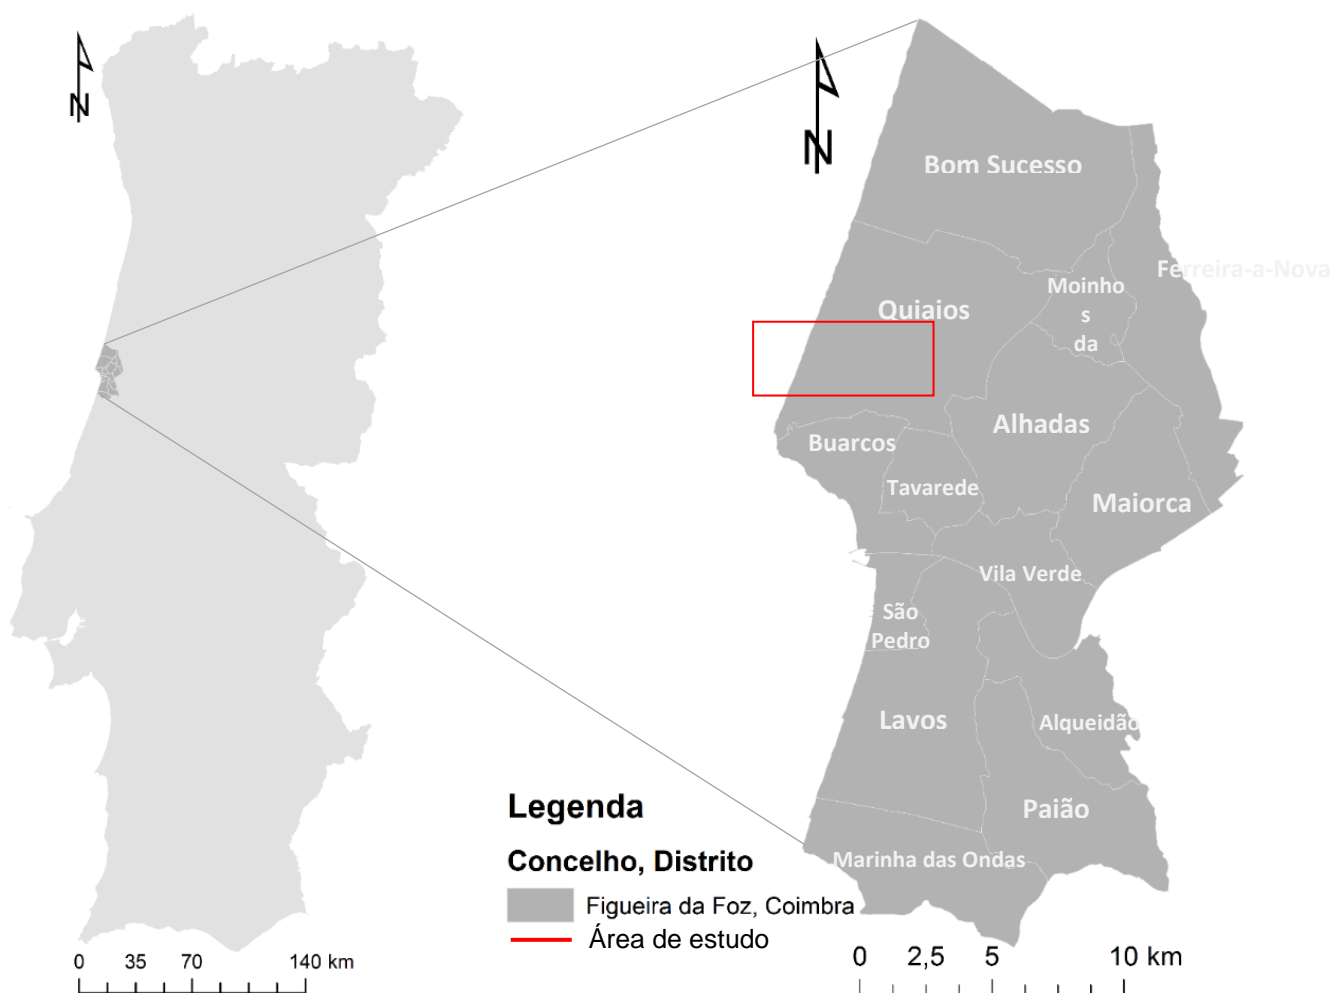 N
N
Bom Sucesso
Ferreira-a-Nova
Moinho
s
da
Quiaios
Alhadas
Buarcos
Tavarede
Maiorca
Vila Verde
São
Pedro
Lavos
Alqueidão
Paião
Marinha das Ondas
Legenda
Concelho, Distrito
Figueira da Foz, Coimbra
Área de estudo
0 35 70 140 km
0 2,5 5 10 km